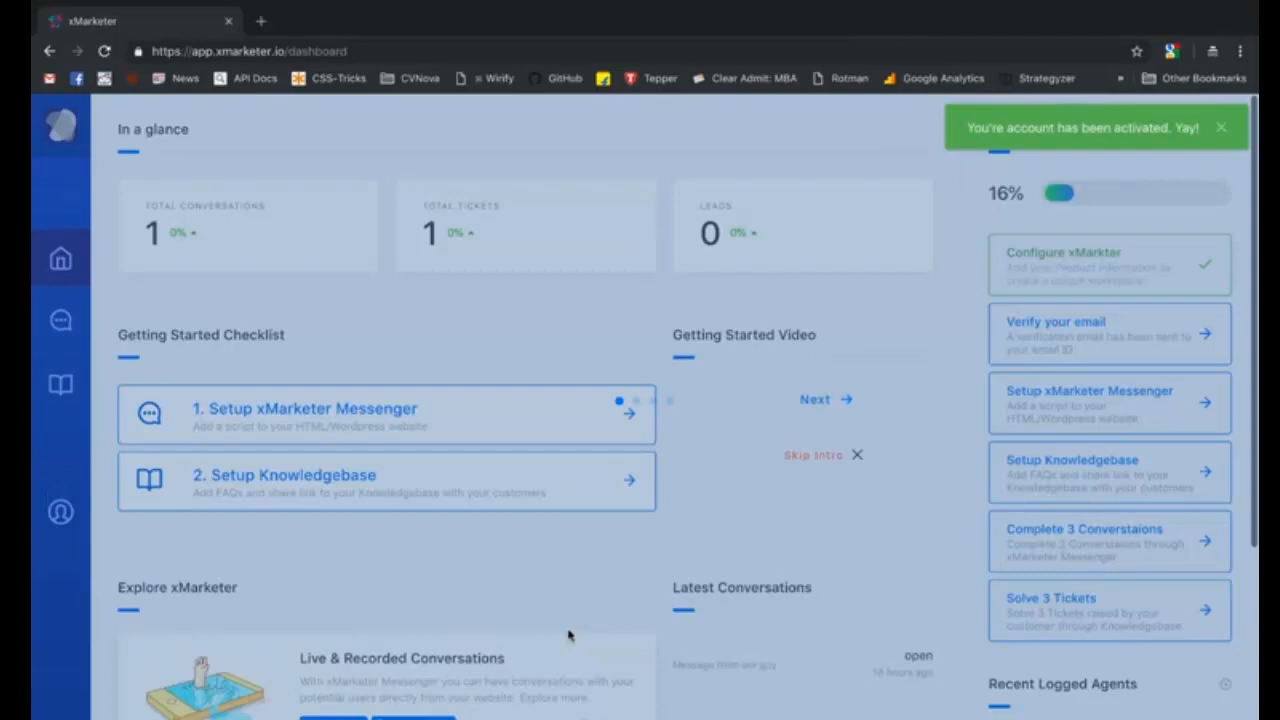 xMarketer
https://app.xmarketer.io/dashboard
News
API Docs
CSS-Tricks
CVNova
Wirify
GitHub
Tepper
Clear Admit: MBA
Rotman
Google Analytics
Strategyzer
»
Other Bookmarks
In a glance
You're account has been activated. Yay!
TOTAL CONVERSATIONS
1 0%
TOTAL TICKETS
1 0%
LEADS
0 0%
16%
Configure xMarkter
Add your Product Information to
create a unique workspace
Verify your email
A verification email has been sent to
your email ID
Setup xMarketer Messenger
Add a script to your
HTML/Wordpress website
Setup Knowledgebase
Add FAQs and share link to your
Knowledgebase with your customers
Complete 3 Converstaions
Complete 3 Converstaions through
xMarketer Messenger
Solve 3 Tickets
Solve 3 Tickets raised by your
customer through Knowledgebase
Getting Started Checklist
1. Setup xMarketer Messenger
Add a script to your HTML/Wordpress website
2. Setup Knowledgebase
Add FAQs and share link to your Knowledgebase with your customers
Getting Started Video
Next
Skip Intro
Explore xMarketer
Live & Recorded Conversations
With xMarketer Messenger you can have conversations with your
potential users directly from your website. Explore more.
Latest Conversations
Message from our guy
open
18 hours ago
Recent Logged Agents